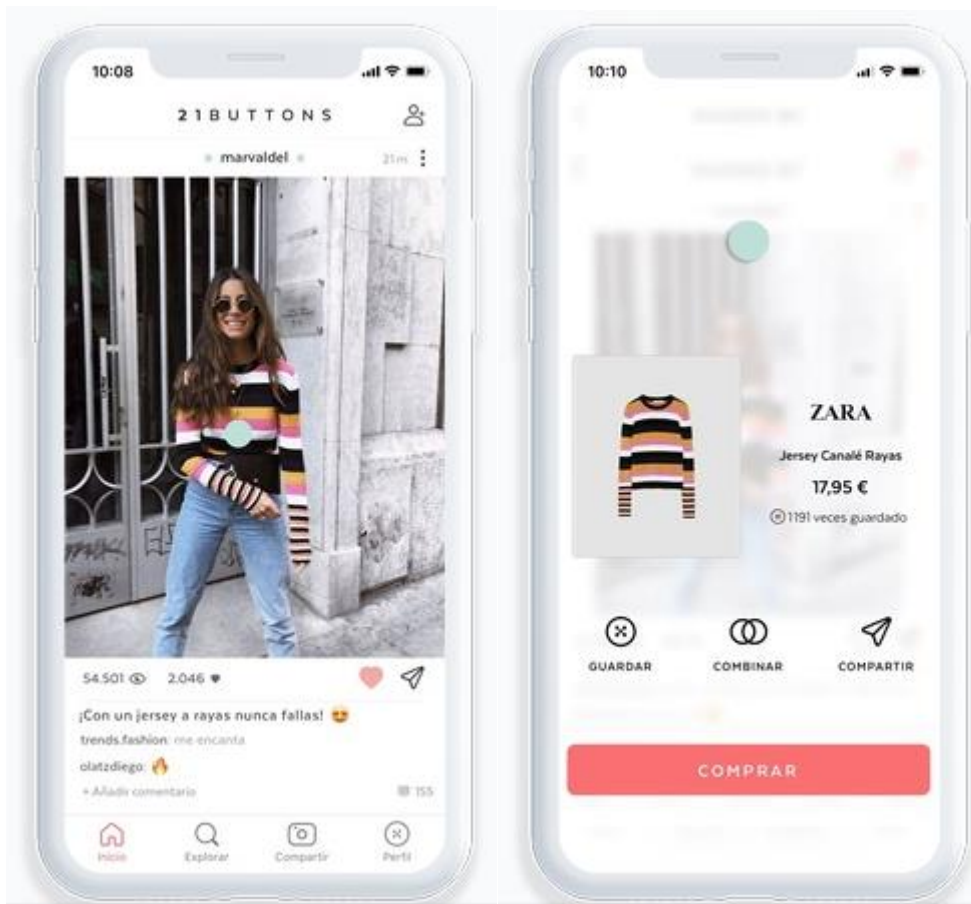 10:08
21BUTTONS
marvaldel
21m
54.501
2.046
¡Con un jersey a rayas nunca fallas! 🤩
trends.fashion: me encanta
olatzdiego: 🔥
+ Añadir comentario
155
Inicio
Explorar
Compartir
Perfil
10:10
ZARA
Jersey Canalé Rayas
17,95 €
1191 veces guardado
GUARDAR
COMBINAR
COMPARTIR
COMPRAR